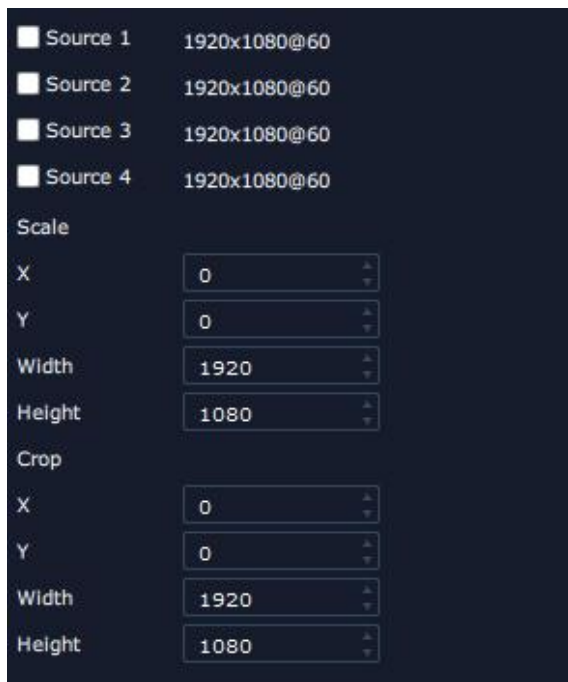 Source 1 1920x1080@60
Source 2 1920x1080@60
Source 3 1920x1080@60
Source 4 1920x1080@60
Scale
X 0
Y 0
Width 1920
Height 1080
Crop
X 0
Y 0
Width 1920
Height 1080